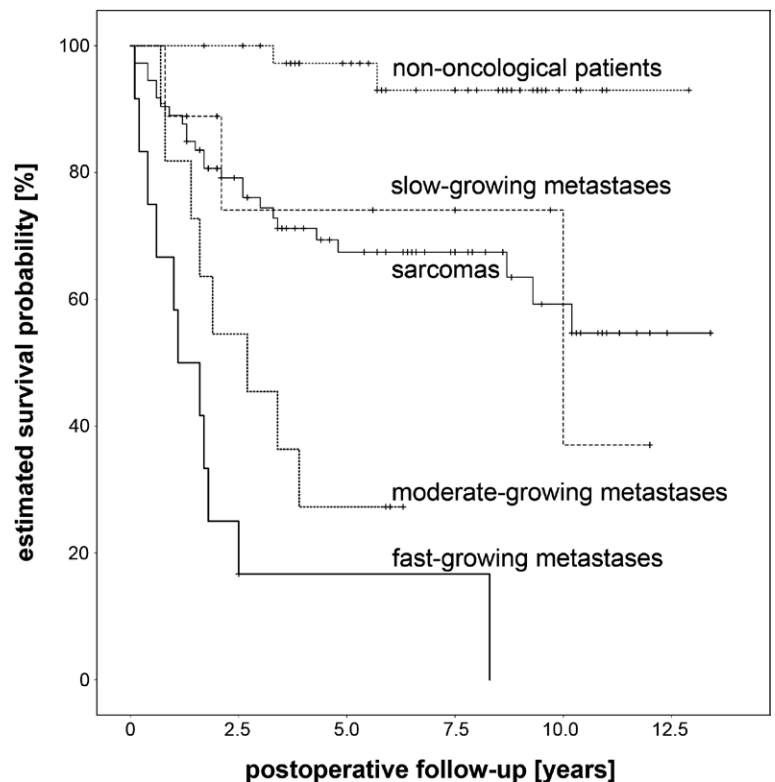 estimated survival probability [%]
100
80
60
40
20
0
non-oncological patients
slow-growing metastases
sarcomas
moderate-growing metastases
fast-growing metastases
0
2.5
5.0
7.5
10.0
12.5
postoperative follow-up [years]